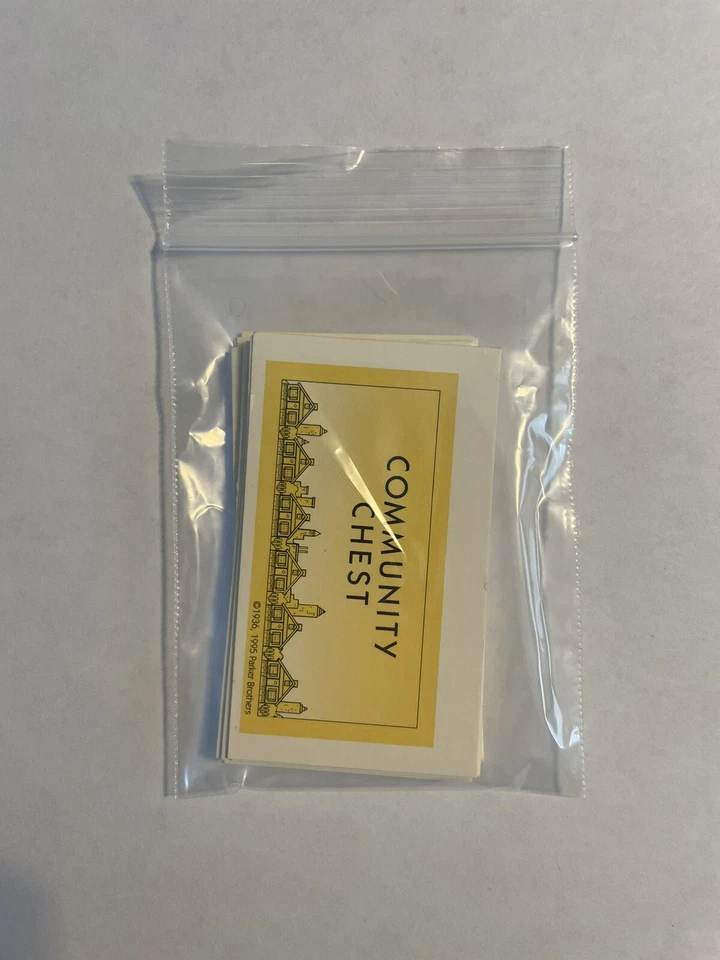 COMMUNITY
CHEST
©1936, 1995 Parker Brothers